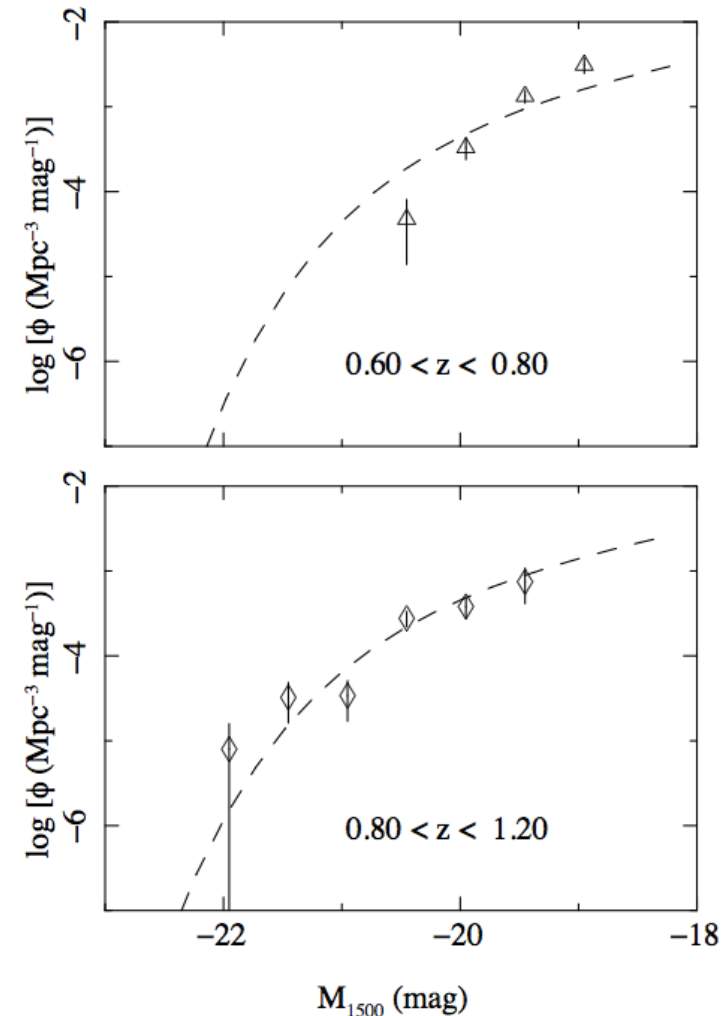 −2
−4
−6
log [ϕ (Mpc⁻³ mag⁻¹)]
0.60 < z < 0.80
−2
−4
−6
log [ϕ (Mpc⁻³ mag⁻¹)]
0.80 < z < 1.20
−22 −20 −18
M₁₅₀₀ (mag)